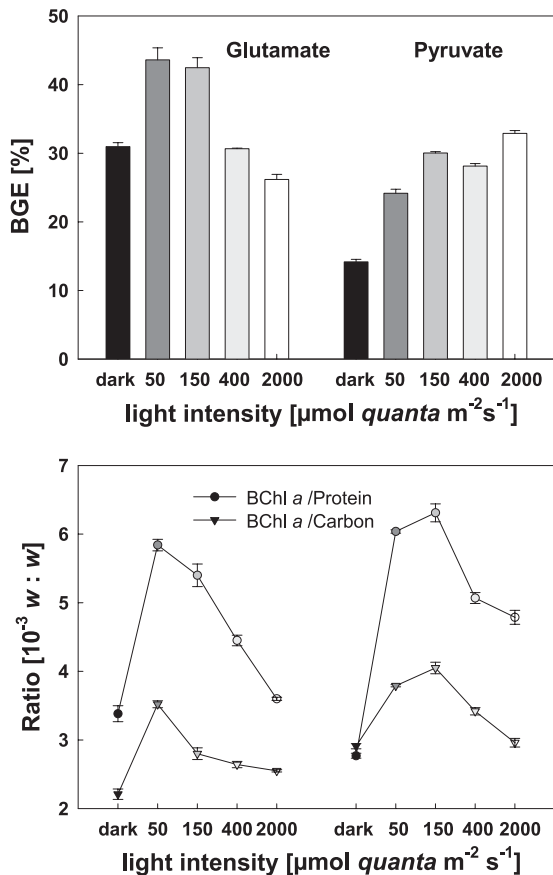 50
40
30
20
10
0
BGE [%]
Glutamate Pyruvate
dark 50 150 400 2000 dark 50 150 400 2000
light intensity [µmol quanta m⁻²s⁻¹]
7
6
5
4
3
2
Ratio [10⁻³ w : w]
BChl a /Protein
BChl a /Carbon
dark 50 150 400 2000 dark 50 150 400 2000
light intensity [µmol quanta m⁻² s⁻¹]